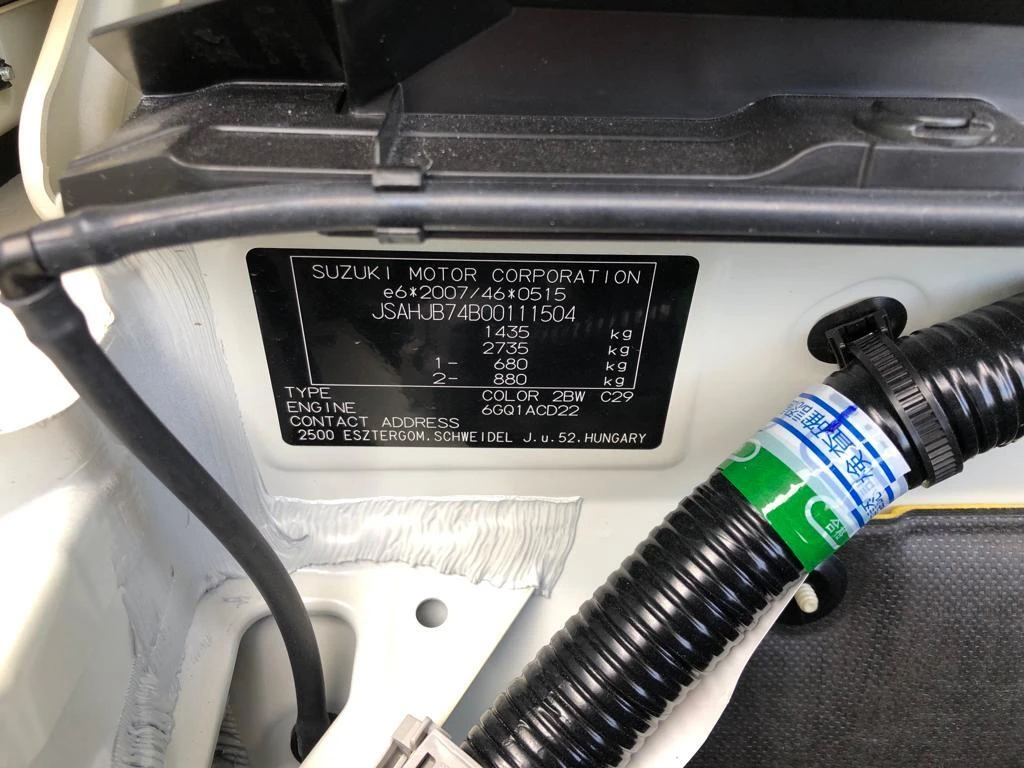 SUZUKI MOTOR CORPORATION
e6*2007/46*0515
JSAHJB74B00111504
1435 kg
2735 kg
1- 680 kg
2- 880 kg
TYPE COLOR 2BW C29
ENGINE 6GQ1ACD22
CONTACT ADDRESS
2500 ESZTERGOM.SCHWEIDEL J.u.52.HUNGARY